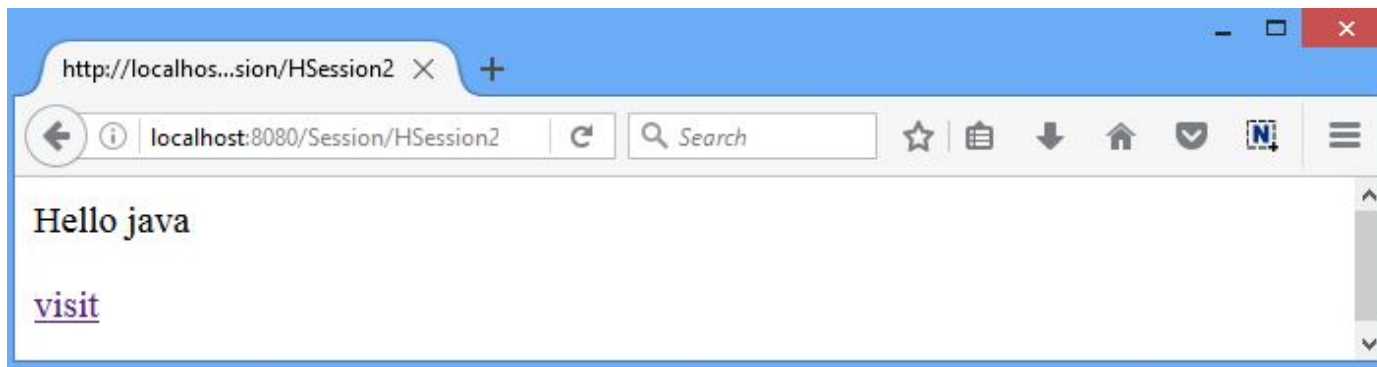 http://localhos...sion/HSession2
localhost:8080/Session/HSession2
Search
N
Hello java
visit